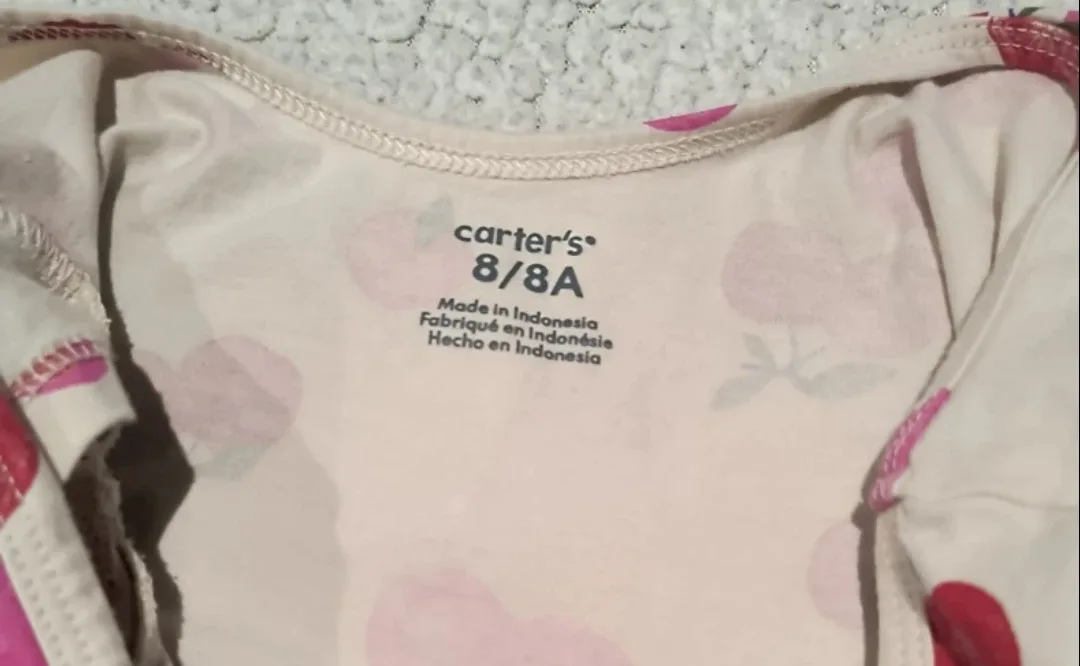 carter's
8/8A
Made in Indonesia
Fabriqué en Indonésie
Hecho en Indonesia